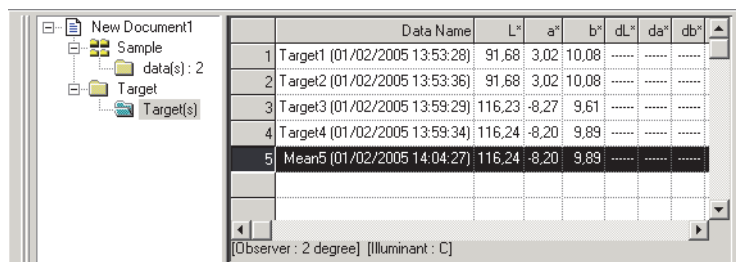 New Document1
Sample
data(s) : 2
Target
Target(s)
Data Name L* a* b* dL* da* db*
1 Target1 (01/02/2005 13:53:28) 91,68 3,02 10,08 ----- ----- -----
2 Target2 (01/02/2005 13:53:36) 91,68 3,02 10,08 ----- ----- -----
3 Target3 (01/02/2005 13:59:29) 116,23 -8,27 9,61 ----- ----- -----
4 Target4 (01/02/2005 13:59:34) 116,24 -8,20 9,89 ----- ----- -----
5 Mean5 (01/02/2005 14:04:27) 116,24 -8,20 9,89 ----- ----- -----
[Observer : 2 degree] [Illuminant : C]